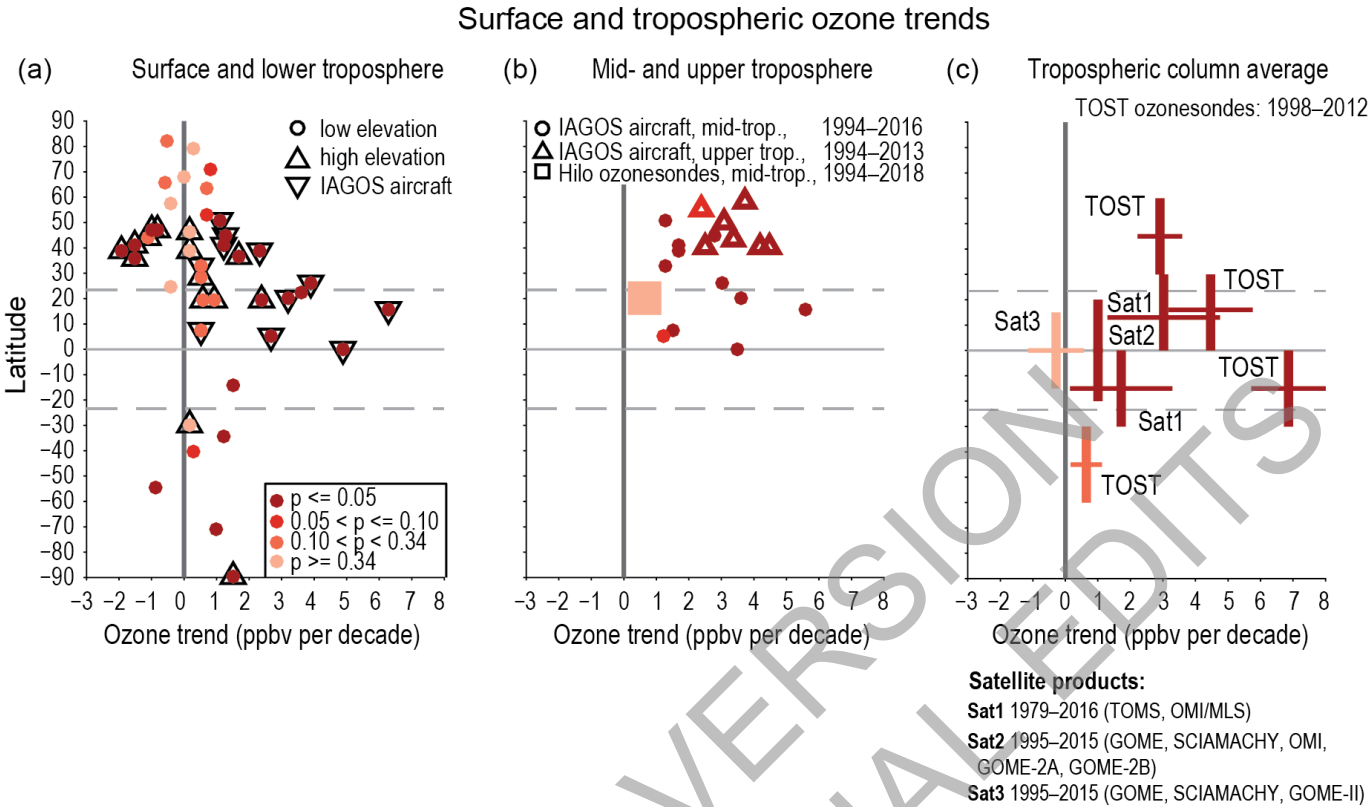 Surface and tropospheric ozone trends
(a) Surface and lower troposphere
90
80
70
60
50
40
30
20
10
0
−10
−20
−30
−40
−50
−60
−70
−80
−90
Latitude
low elevation
high elevation
IAGOS aircraft
p <= 0.05
0.05 < p <= 0.10
0.10 < p < 0.34
p >= 0.34
−3 −2 −1 0 1 2 3 4 5 6 7 8
Ozone trend (ppbv per decade)
(b) Mid- and upper troposphere
IAGOS aircraft, mid-trop., 1994–2016
IAGOS aircraft, upper trop., 1994–2013
Hilo ozonesondes, mid-trop., 1994–2018
−3 −2 −1 0 1 2 3 4 5 6 7 8
Ozone trend (ppbv per decade)
(c) Tropospheric column average
TOST ozonesondes: 1998–2012
TOST
TOST
Sat1
Sat3
Sat2
TOST
Sat1
TOST
−3 −2 −1 0 1 2 3 4 5 6 7 8
Ozone trend (ppbv per decade)
Satellite products:
Sat1 1979–2016 (TOMS, OMI/MLS)
Sat2 1995–2015 (GOME, SCIAMACHY, OMI,
GOME-2A, GOME-2B)
Sat3 1995–2015 (GOME, SCIAMACHY, GOME-II)
VERSION
EDITS